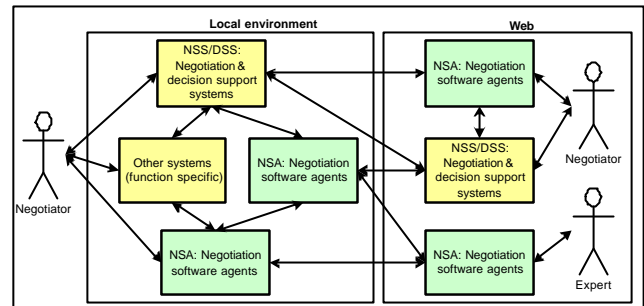 Local environment
Web
NSS/DSS:
Negotiation &
decision support
systems
NSA: Negotiation
software agents
Other systems
(function specific)
NSA: Negotiation
software agents
NSS/DSS:
Negotiation &
decision support
systems
Negotiator
Negotiator
NSA: Negotiation
software agents
NSA: Negotiation
software agents
Expert